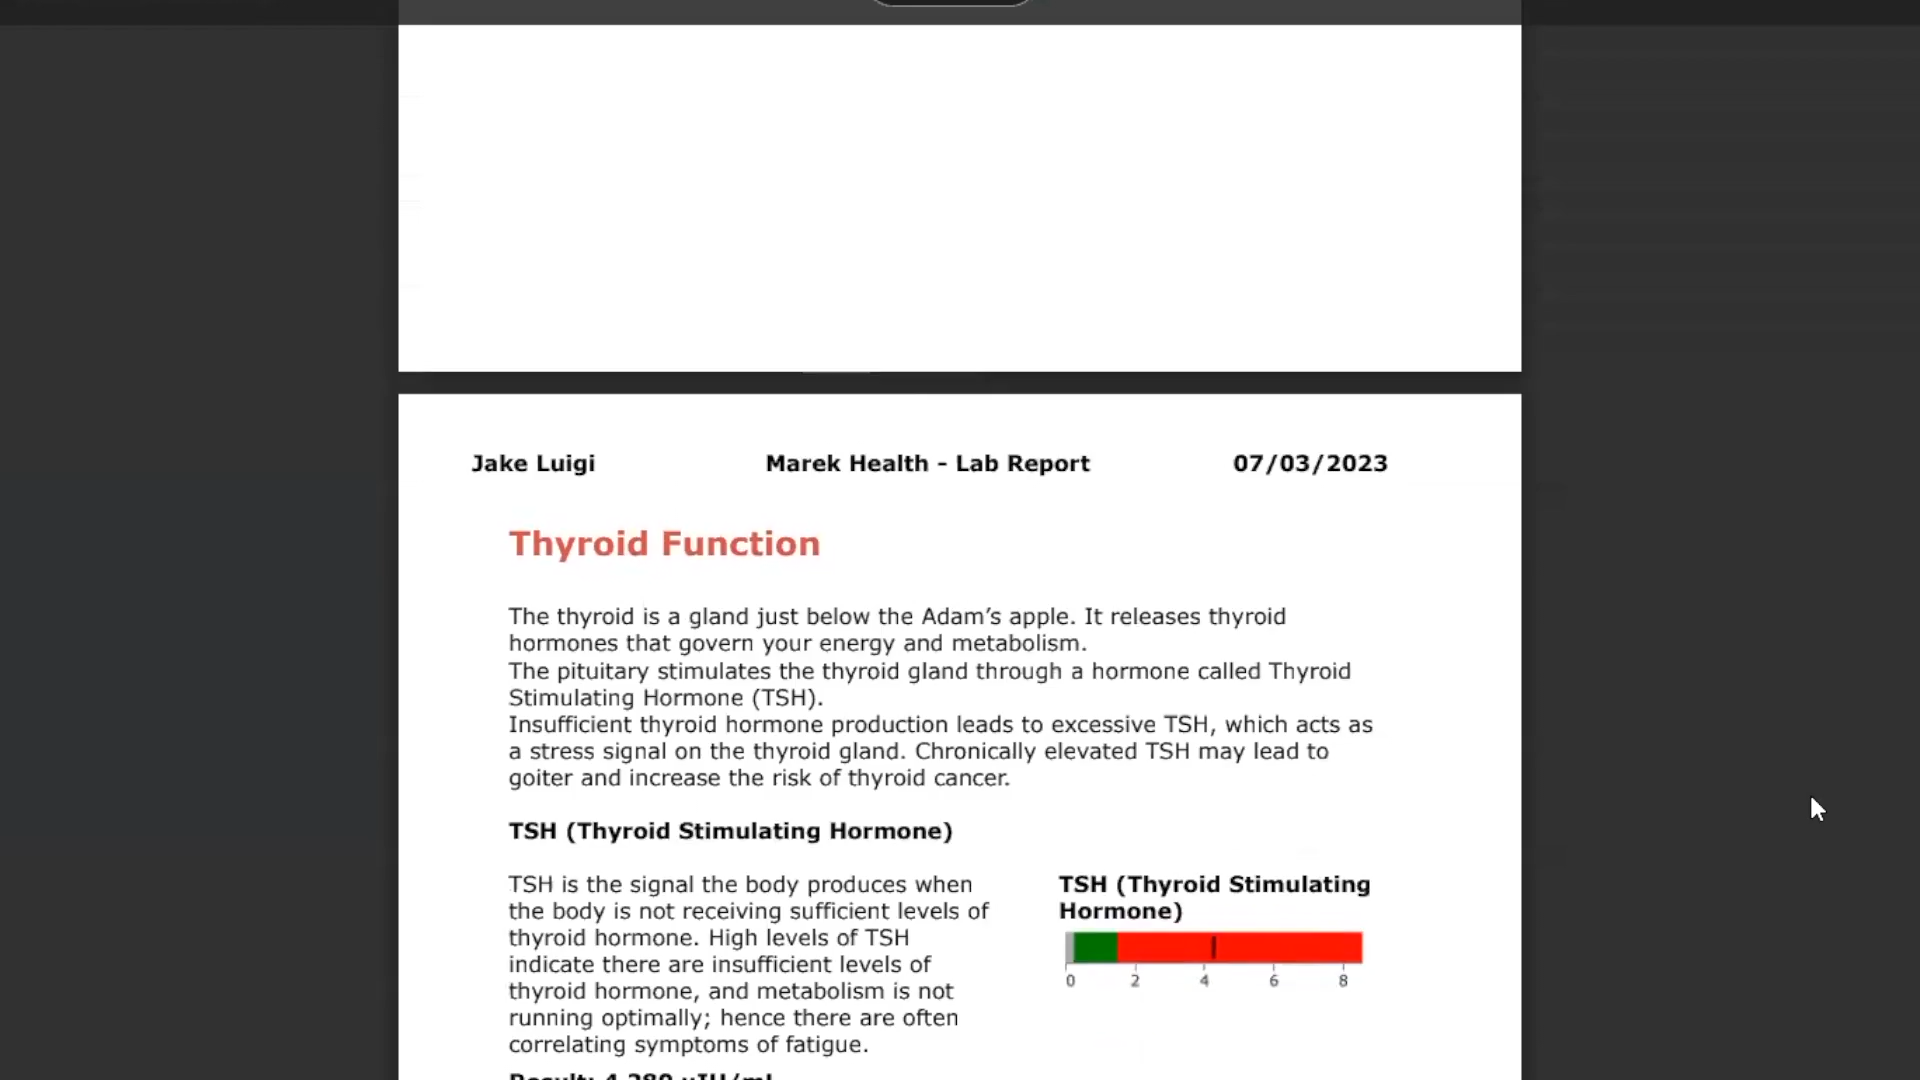 Jake Luigi Marek Health - Lab Report 07/03/2023
Thyroid Function
The thyroid is a gland just below the Adam’s apple. It releases thyroid
hormones that govern your energy and metabolism.
The pituitary stimulates the thyroid gland through a hormone called Thyroid
Stimulating Hormone (TSH).
Insufficient thyroid hormone production leads to excessive TSH, which acts as
a stress signal on the thyroid gland. Chronically elevated TSH may lead to
goiter and increase the risk of thyroid cancer.
TSH (Thyroid Stimulating Hormone)
TSH is the signal the body produces when
the body is not receiving sufficient levels of
thyroid hormone. High levels of TSH
indicate there are insufficient levels of
thyroid hormone, and metabolism is not
running optimally; hence there are often
correlating symptoms of fatigue.
TSH (Thyroid Stimulating
Hormone)
0 2 4 6 8
Result: 4.280